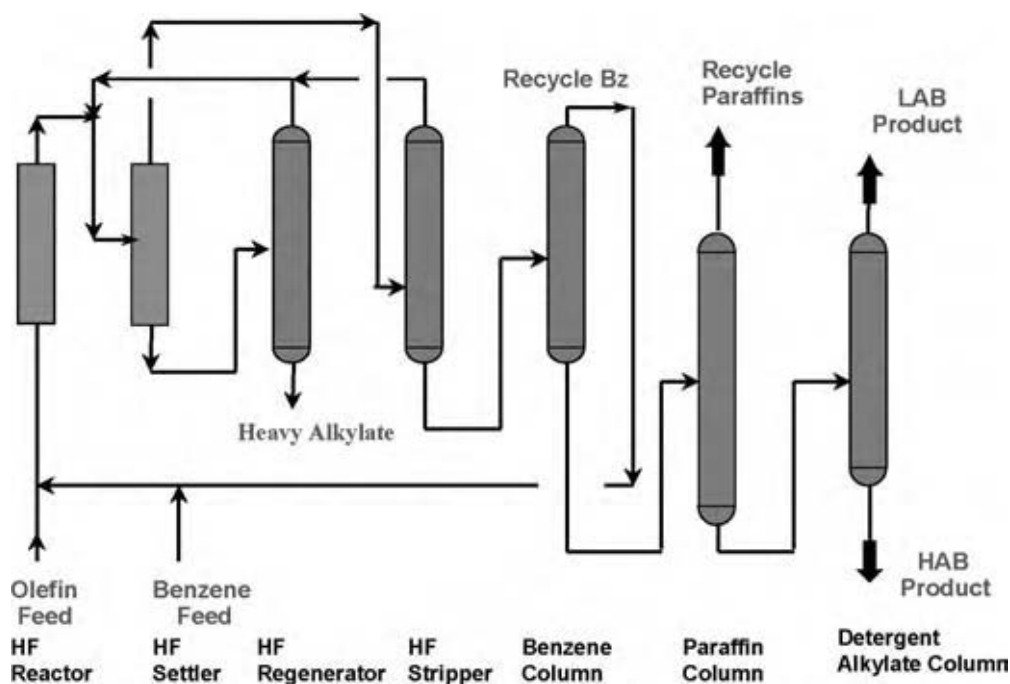 Recycle Bz
Recycle
Paraffins
LAB
Product
Heavy Alkylate
Olefin
Feed
Benzene
Feed
HAB
Product
HF
Reactor
HF
Settler
HF
Regenerator
HF
Stripper
Benzene
Column
Paraffin
Column
Detergent
Alkylate Column